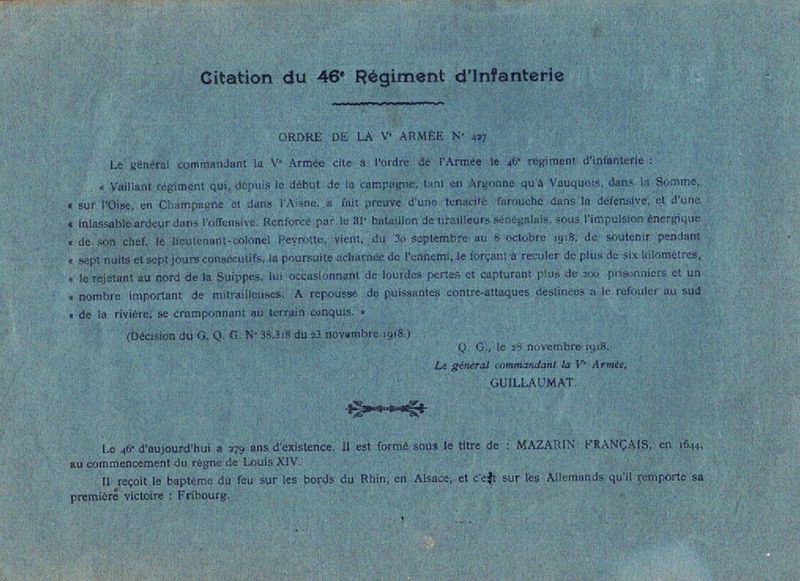 Citation du 46e Régiment d'Infanterie
ORDRE DE LA Ve ARMÉE No 427
Le général commandant la Ve Armée cite à l'ordre de l'Armée le 46e régiment d'infanterie :
« Vaillant régiment qui, depuis le début de la campagne, tant en Argonne qu'à Vauquois, dans la Somme,
« sur l'Oise, en Champagne et dans l'Aisne, a fait preuve d'une tenacité farouche dans la défensive, et d'une
« inlassable ardeur dans l'offensive. Renforcé par le 31e bataillon de tirailleurs sénégalais, sous l'impulsion énergique
« de son chef, le lieutenant-colonel Peyrotte, vient, du 30 septembre au 8 octobre 1918, de soutenir pendant
« sept nuits et sept jours consécutifs, la poursuite acharnée de l'ennemi, le forçant à reculer de plus de six kilomètres,
« le rejetant au nord de la Suippes, lui occasionnant de lourdes pertes et capturant plus de 200 prisonniers et un
« nombre important de mitrailleuses. A repoussé de puissantes contre-attaques destinées a le refouler au sud
« de la rivière, se cramponnant au terrain conquis. »
(Décision du G. Q. G. No 38.318 du 23 novembre 1918.)
Q. G., le 28 novembre 1918.
Le général commandant la Ve Armée,
GUILLAUMAT.
Le 46e d'aujourd'hui a 279 ans d'existence. Il est formé sous le titre de : MAZARIN FRANÇAIS, en 1644,
au commencement du règne de Louis XIV.
Il reçoit le baptême du feu sur les bords du Rhin, en Alsace, et c'est sur les Allemands qu'il remporte sa
première victoire : Fribourg.